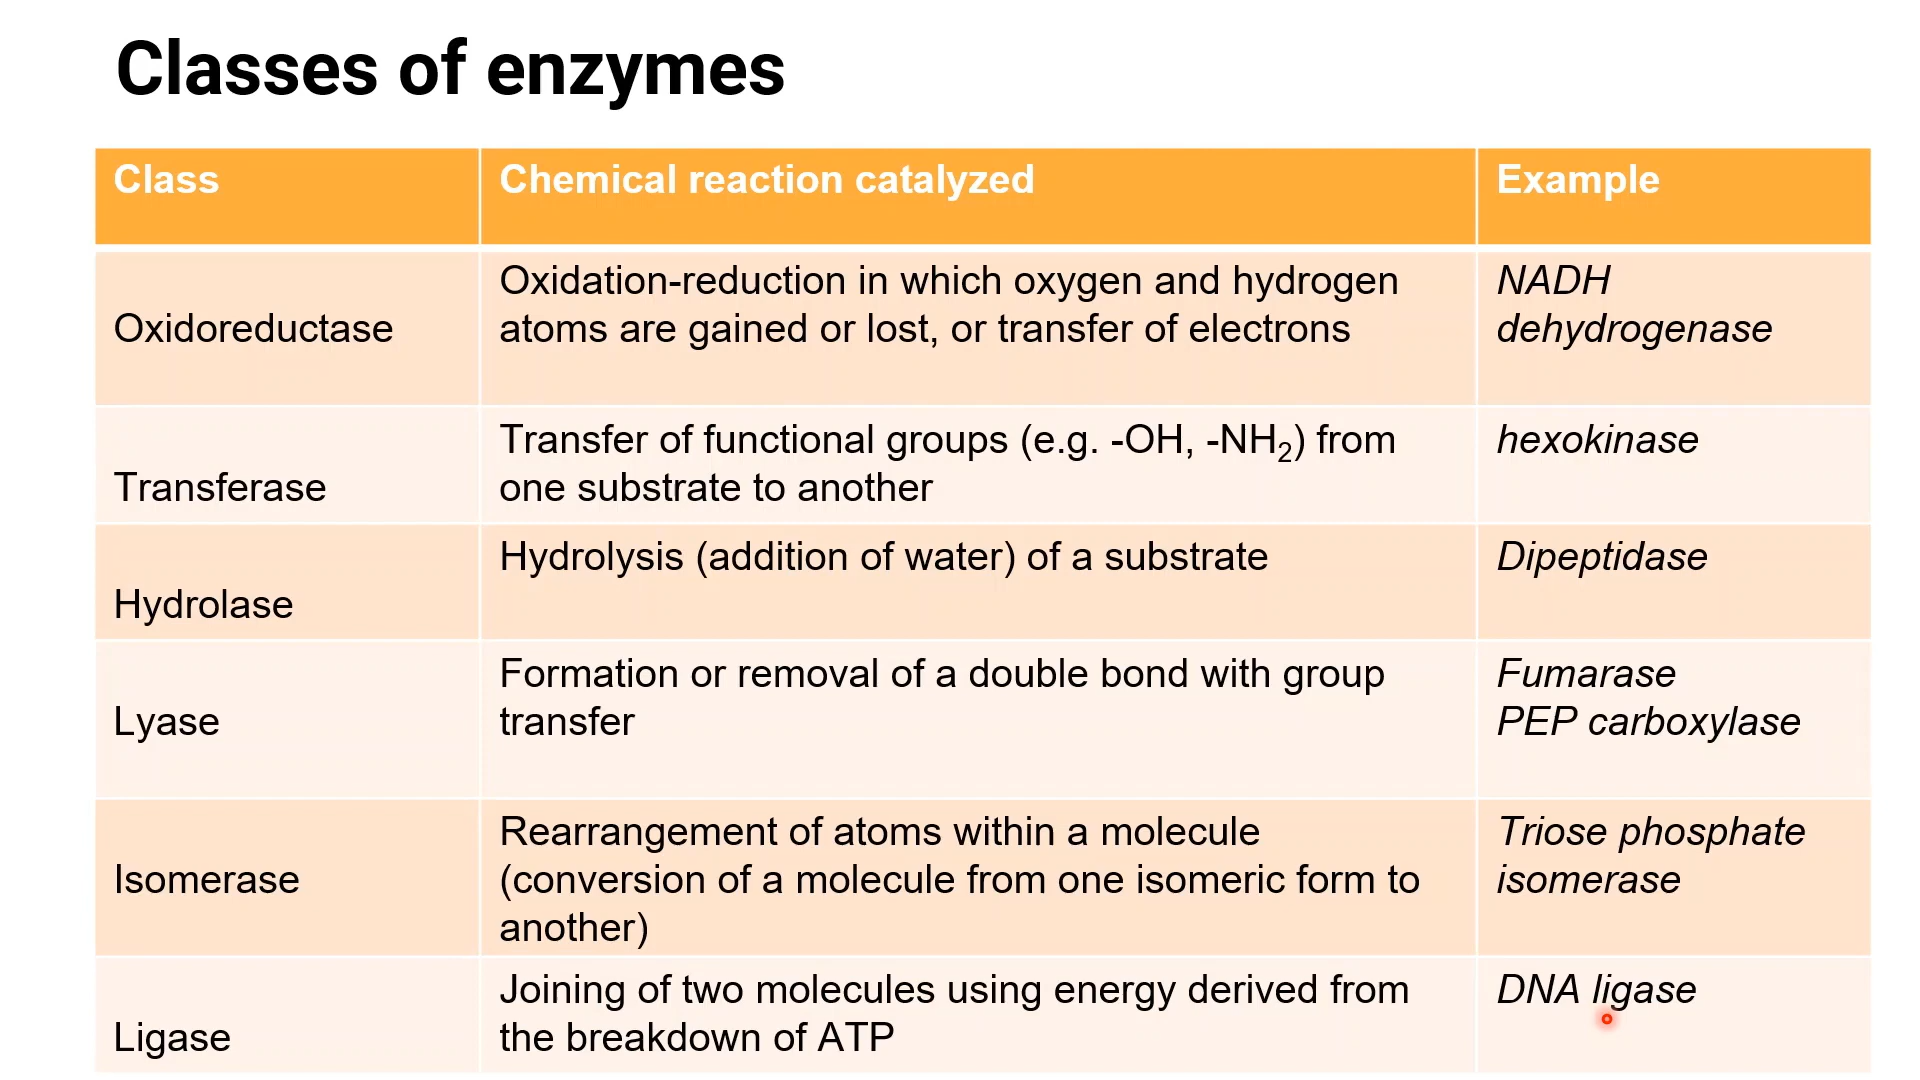 Classes of enzymes
Class
Chemical reaction catalyzed
Example
Oxidoreductase
Oxidation-reduction in which oxygen and hydrogen
atoms are gained or lost, or transfer of electrons
NADH
dehydrogenase
Transferase
Transfer of functional groups (e.g. -OH, -NH₂) from
one substrate to another
hexokinase
Hydrolase
Hydrolysis (addition of water) of a substrate
Dipeptidase
Lyase
Formation or removal of a double bond with group
transfer
Fumarase
PEP carboxylase
Isomerase
Rearrangement of atoms within a molecule
(conversion of a molecule from one isomeric form to
another)
Triose phosphate
isomerase
Ligase
Joining of two molecules using energy derived from
the breakdown of ATP
DNA ligase